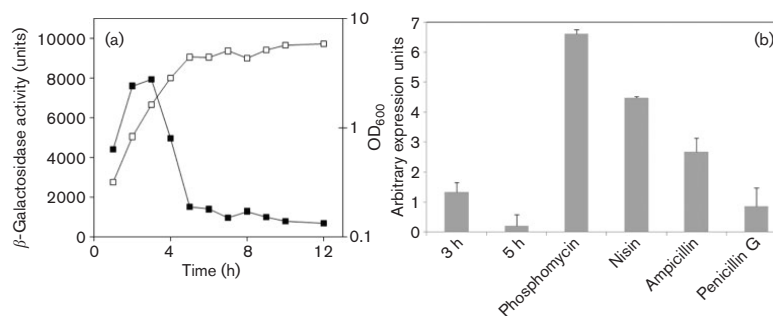 (a)
β-Galactosidase activity (units)
10000
8000
6000
4000
2000
0
0 4 8 12
Time (h)
10
1
0.1
OD600
(b)
Arbitrary expression units
7
6
5
4
3
2
1
0
3 h
5 h
Phosphomycin
Nisin
Ampicillin
Penicillin G